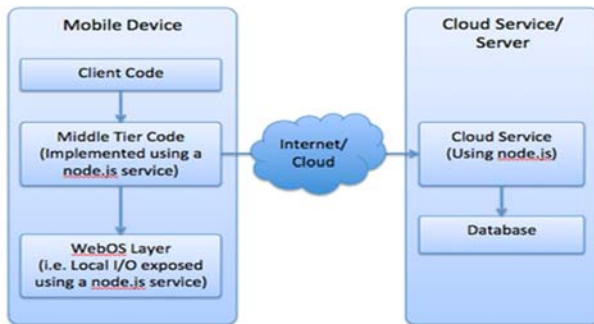 Mobile Device
Client Code
Middle Tier Code
(Implemented using a
node.js service)
WebOS Layer
(i.e. Local I/O exposed
using a node.js service)
Internet/
Cloud
Cloud Service/
Server
Cloud Service
(Using node.js)
Database